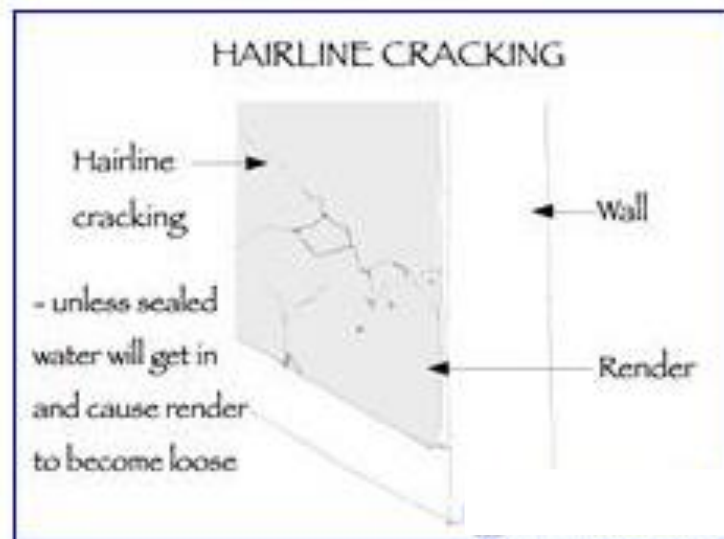 HAIRLINE CRACKING
Hairline
cracking
- unless sealed
water will get in
and cause render
to become loose
Wall
Render